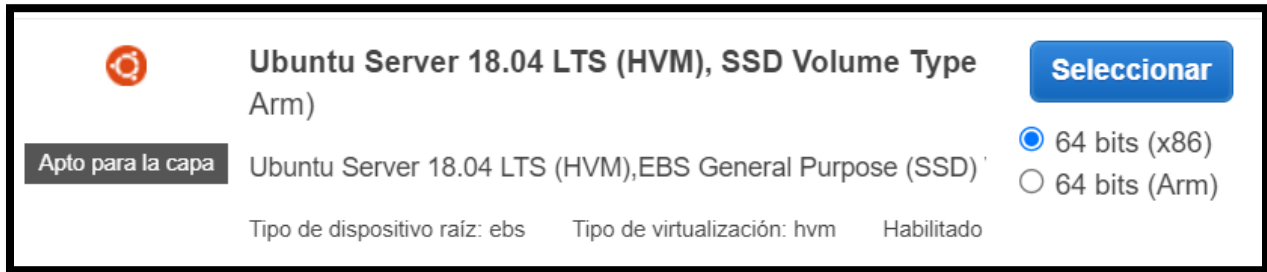 Ubuntu Server 18.04 LTS (HVM), SSD Volume Type
Arm)
Seleccionar
Apto para la capa
Ubuntu Server 18.04 LTS (HVM),EBS General Purpose (SSD)
64 bits (x86)
64 bits (Arm)
Tipo de dispositivo raíz: ebs Tipo de virtualización: hvm Habilitado